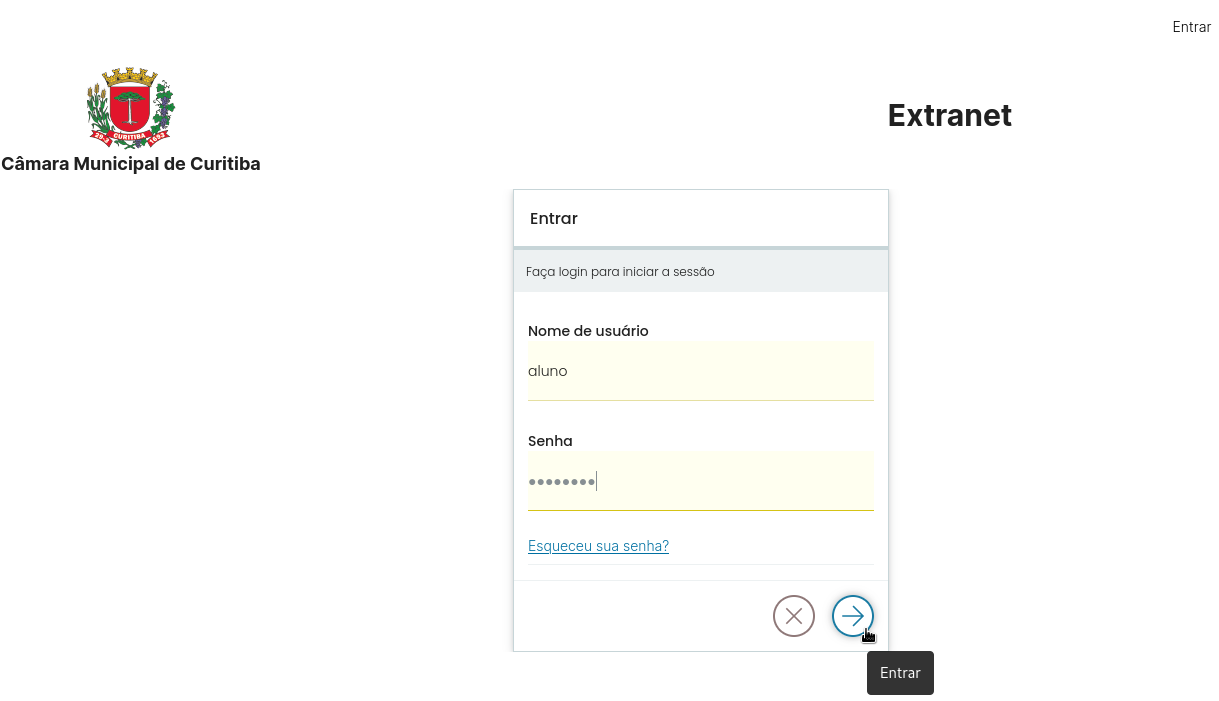 Entrar
CURITIBA
Câmara Municipal de Curitiba
Extranet
Entrar
Faça login para iniciar a sessão
Nome de usuário
aluno
Senha
••••••••
Esqueceu sua senha?
Entrar